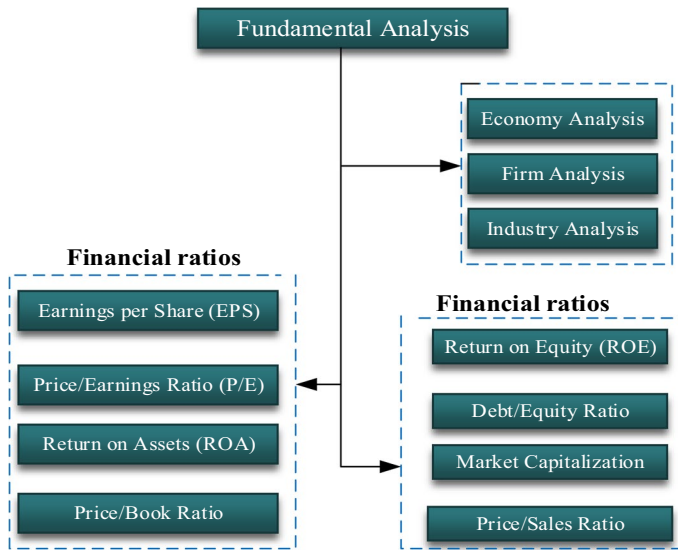 Fundamental Analysis
Economy Analysis
Firm Analysis
Industry Analysis
Financial ratios
Earnings per Share (EPS)
Price/Earnings Ratio (P/E)
Return on Assets (ROA)
Price/Book Ratio
Financial ratios
Return on Equity (ROE)
Debt/Equity Ratio
Market Capitalization
Price/Sales Ratio